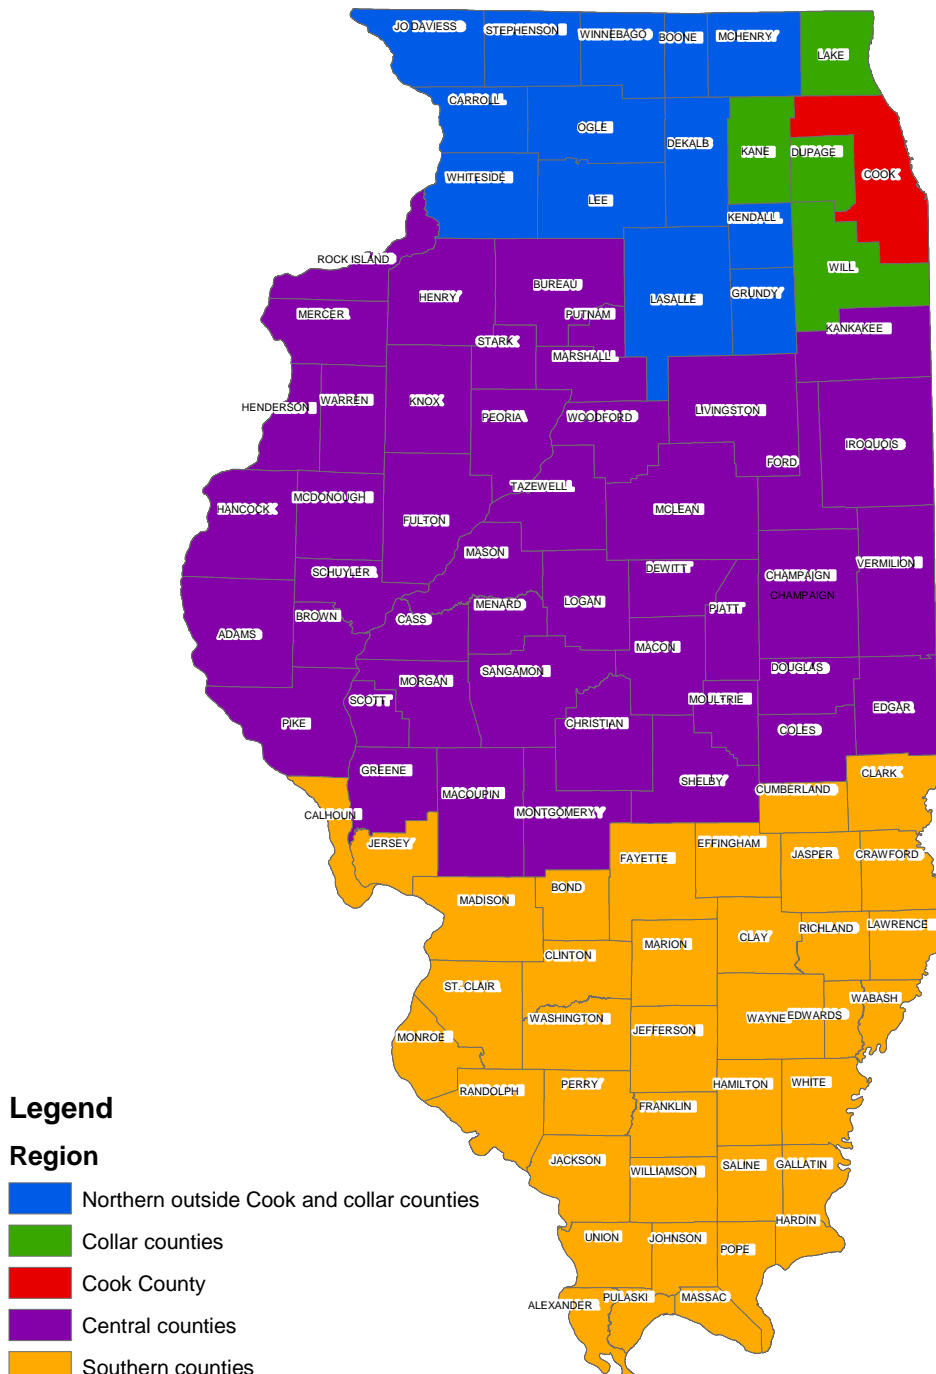 JO DAVIESS
STEPHENSON
WINNEBAGO
BOONE
MCHENRY
LAKE
CARROLL
OGLE
DEKALB
KANE
DUPAGE
COOK
WHITESIDE
LEE
KENDALL
ROCK ISLAND
HENRY
BUREAU
LASALLE
GRUNDY
WILL
MERCER
PUTNAM
KANKAKEE
STARK
MARSHALL
HENDERSON
WARREN
KNOX
PEORIA
WOODFORD
LIVINGSTON
IROQUOIS
FORD
HANCOCK
MCDONOUGH
FULTON
TAZEWELL
MCLEAN
MASON
SCHUYLER
DEWITT
CHAMPAIGN
VERMILION
CHAMPAIGN
BROWN
CASS
MENARD
LOGAN
PIATT
ADAMS
MACON
SANGAMON
DOUGLAS
MORGAN
SCOTT
MOULTRIE
EDGAR
PIKE
CHRISTIAN
COLES
GREENE
MACOUPIN
SHELBY
CLARK
CUMBERLAND
CALHOUN
MONTGOMERY
JERSEY
FAYETTE
EFFINGHAM
JASPER
CRAWFORD
BOND
MADISON
RICHLAND
LAWRENCE
CLAY
MARION
CLINTON
ST. CLAIR
WABASH
WASHINGTON
WAYNE
EDWARDS
MONROE
JEFFERSON
RANDOLPH
PERRY
HAMILTON
WHITE
FRANKLIN
JACKSON
WILLIAMSON
SALINE
GALLATIN
HARDIN
UNION
JOHNSON
POPE
ALEXANDER
PULASKI
MASSAC
Legend
Region
Northern outside Cook and collar counties
Collar counties
Cook County
Central counties
Southern counties